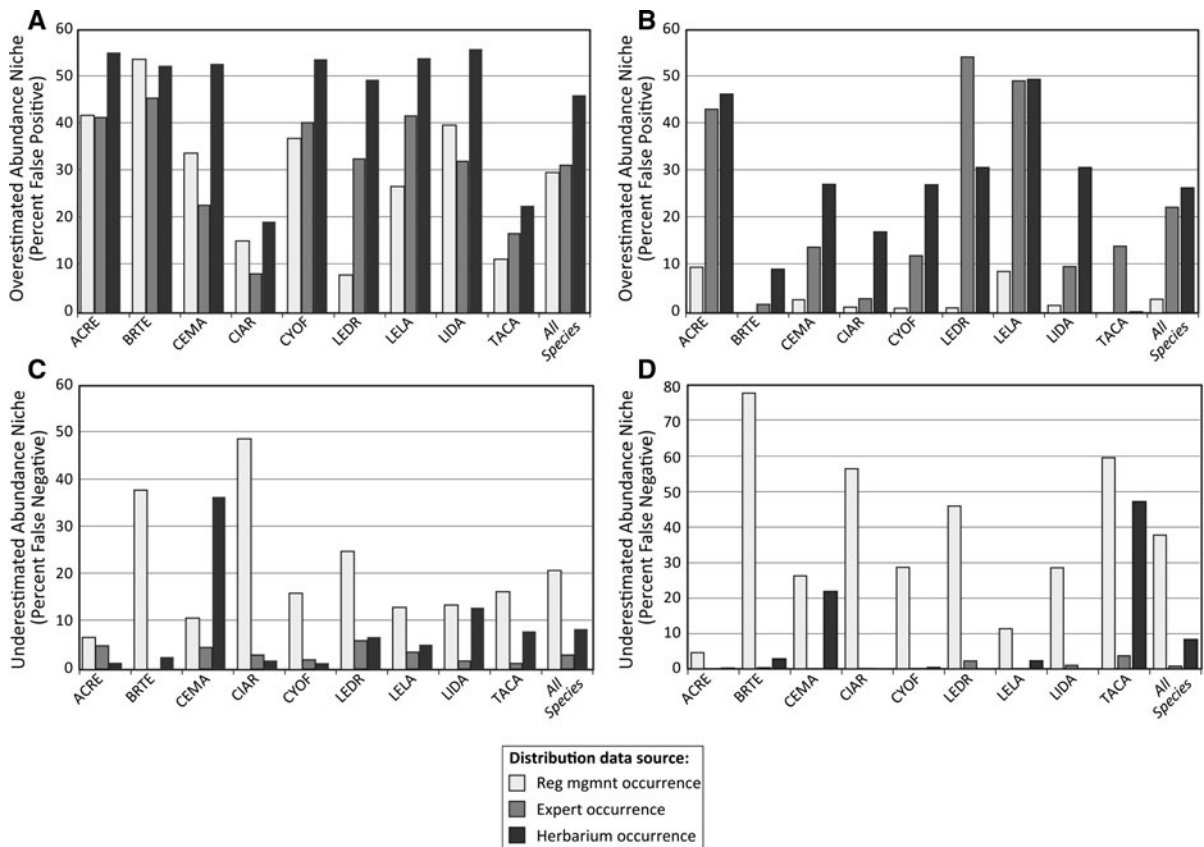 A
Overestimated Abundance Niche
(Percent False Positive)
60
50
40
30
20
10
0
ACRE
BRTE
CEMA
CIAR
CYOF
LEDR
LELA
LIDA
TACA
All
Species
B
Overestimated Abundance Niche
(Percent False Positive)
60
50
40
30
20
10
0
ACRE
BRTE
CEMA
CIAR
CYOF
LEDR
LELA
LIDA
TACA
All
Species
C
Underestimated Abundance Niche
(Percent False Negative)
60
50
40
30
20
10
0
ACRE
BRTE
CEMA
CIAR
CYOF
LEDR
LELA
LIDA
TACA
All
Species
D
Underestimated Abundance Niche
(Percent False Negative)
80
70
60
50
40
30
20
10
0
ACRE
BRTE
CEMA
CIAR
CYOF
LEDR
LELA
LIDA
TACA
All
Species
Distribution data source:
Reg mgmnt occurrence
Expert occurrence
Herbarium occurrence